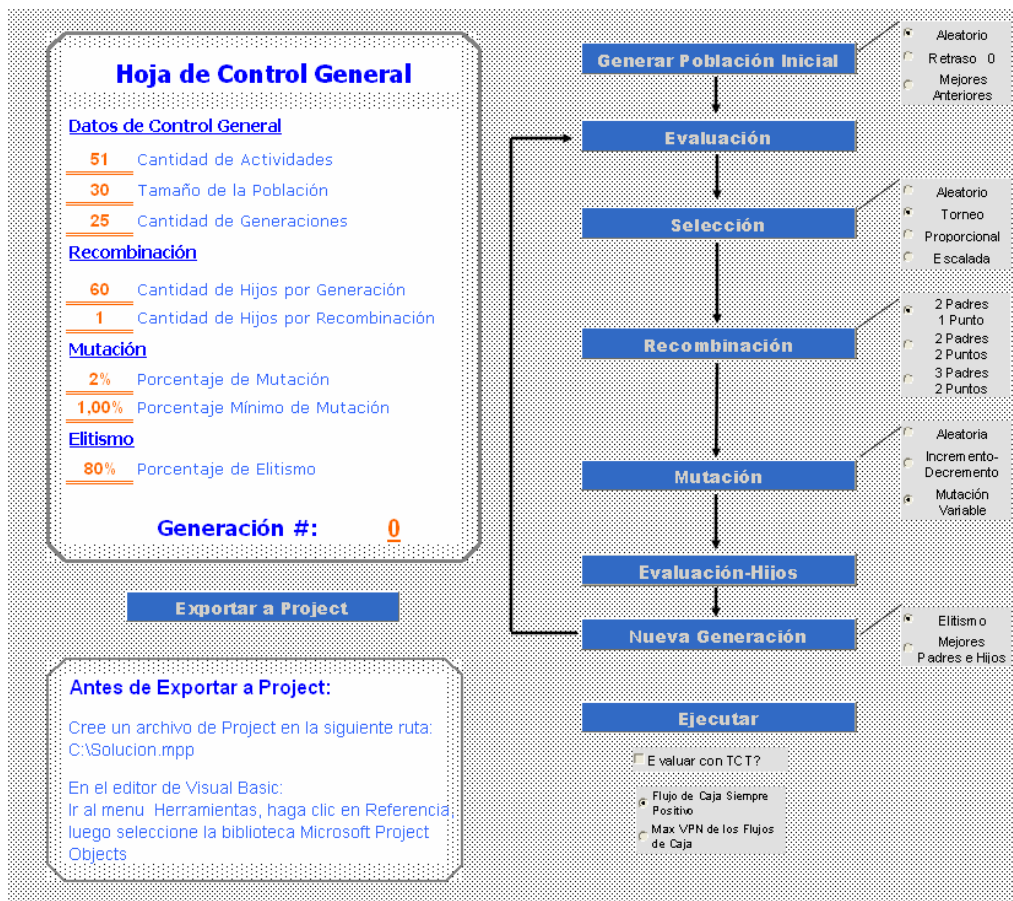 Hoja de Control General
Datos de Control General
51 Cantidad de Actividades
30 Tamaño de la Población
25 Cantidad de Generaciones
Recombinación
60 Cantidad de Hijos por Generación
1 Cantidad de Hijos por Recombinación
Mutación
2% Porcentaje de Mutación
1,00% Porcentaje Mínimo de Mutación
Elitismo
80% Porcentaje de Elitismo
Generación #: 0
Exportar a Project
Antes de Exportar a Project:
Cree un archivo de Project en la siguiente ruta:
C:\Solucion.mpp
En el editor de Visual Basic:
Ir al menu Herramientas, haga clic en Referencia,
luego seleccione la biblioteca Microsoft Project
Objects
Generar Población Inicial
Aleatorio
Retraso 0
Mejores
Anteriores
Evaluación
Selección
Aleatorio
Torneo
Proporcional
Escalada
Recombinación
2 Padres
1 Punto
2 Padres
2 Puntos
3 Padres
2 Puntos
Mutación
Aleatoria
Incremento-
Decremento
Mutación
Variable
Evaluación-Hijos
Nueva Generación
Elitismo
Mejores
Padres e Hijos
Ejecutar
Evaluar con TCT?
Flujo de Caja Siempre
Positivo
Max VPN de los Flujos
de Caja